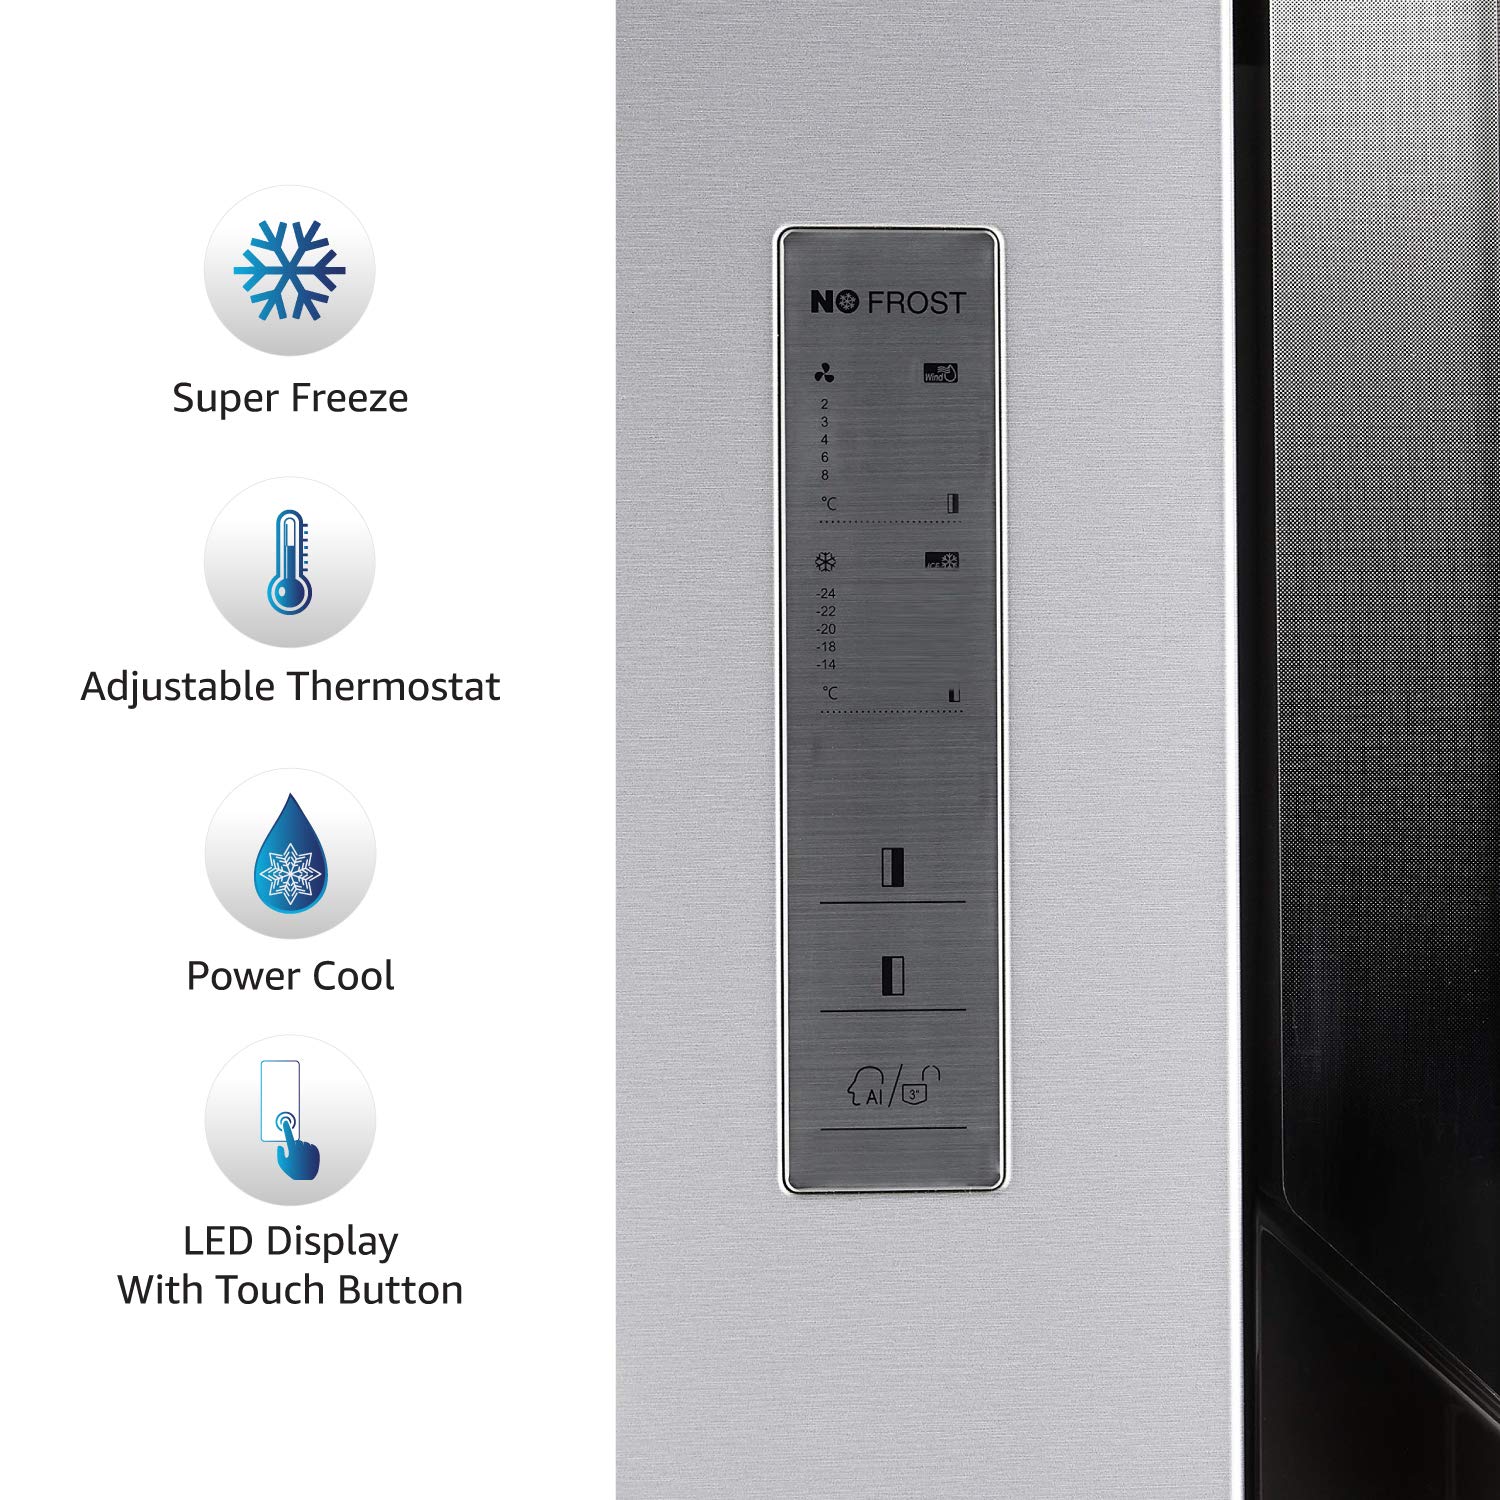 Super Freeze
Adjustable Thermostat
Power Cool
LED Display
With Touch Button
NO FROST
Wind
2
3
4
6
8
°C
ICE
-24
-22
-20
-18
-14
°C
AI/3"